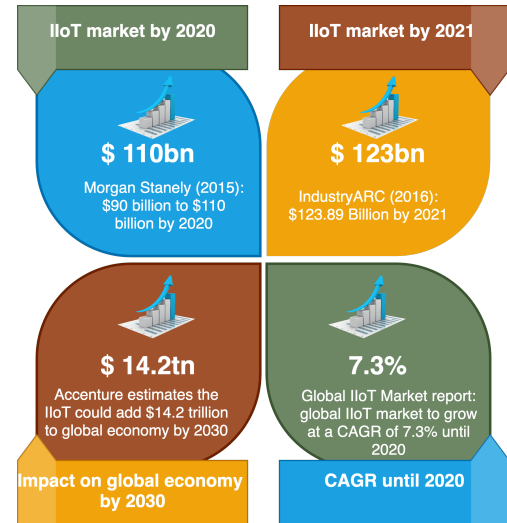 IIoT market by 2020
IIoT market by 2021
$ 110bn
Morgan Stanely (2015):
$90 billion to $110
billion by 2020
$ 123bn
IndustryARC (2016):
$123.89 Billion by 2021
$ 14.2tn
Accenture estimates the
IIoT could add $14.2 trillion
to global economy by 2030
7.3%
Global IIoT Market report:
global IIoT market to grow
at a CAGR of 7.3% until
2020
Impact on global economy
by 2030
CAGR until 2020